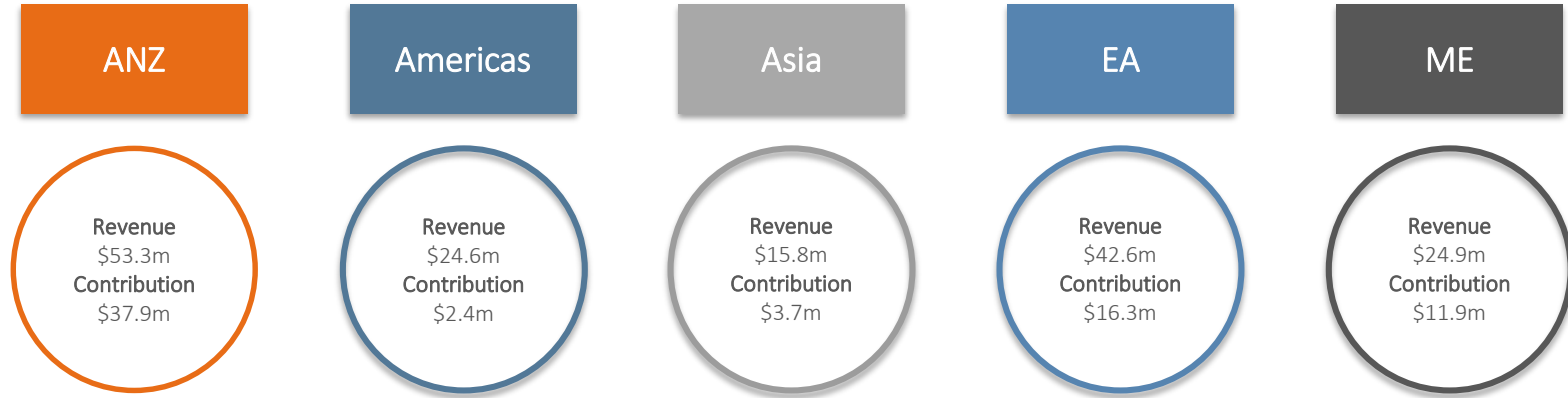 ANZ
Americas
Asia
EA
ME
Revenue
$53.3m
Contribution
$37.9m
Revenue
$24.6m
Contribution
$2.4m
Revenue
$15.8m
Contribution
$3.7m
Revenue
$42.6m
Contribution
$16.3m
Revenue
$24.9m
Contribution
$11.9m